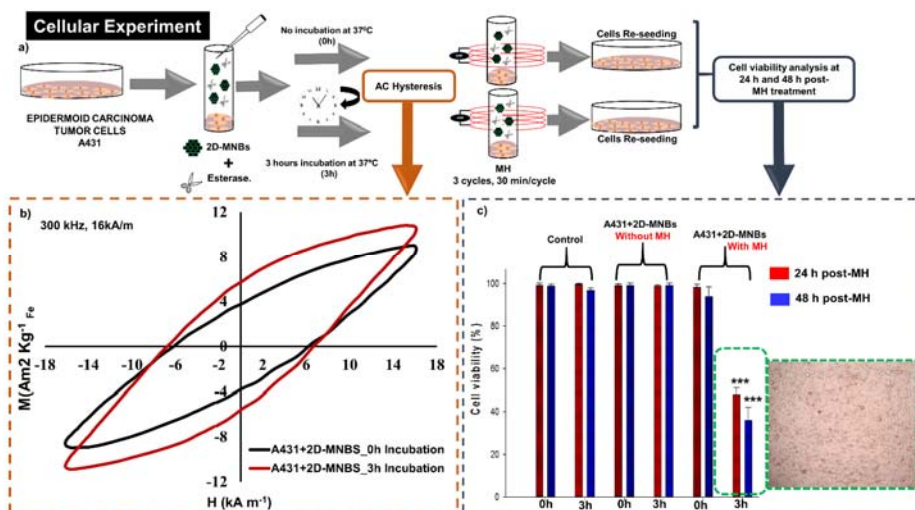 Cellular Experiment
a)
EPIDERMOID CARCINOMA
TUMOR CELLS
A431
2D-MNBs
+
Esterase.
No incubation at 37ºC
(0h)
3 hours incubation at 37ºC
(3h)
AC Hysteresis
MH
3 cycles, 30 min/cycle
Cells Re-seeding
Cells Re-seeding
Cell viability analysis at
24 h and 48 h post-
MH treatment
b)
300 kHz, 16kA/m
M(Am2 Kg-1 Fe
12
8
4
0
-4
-8
-12
-18 -14 -10 -6 -2 2 6 10 14 18
A431+2D-MNBS_0h Incubation
A431+2D-MNBS_3h Incubation
H (kA m-1)
c)
Control
A431+2D-MNBs
Without MH
A431+2D-MNBs
With MH
24 h post-MH
48 h post-MH
Cell viability (%)
100
80
60
40
20
0
***
***
0h 3h 0h 3h 0h 3h